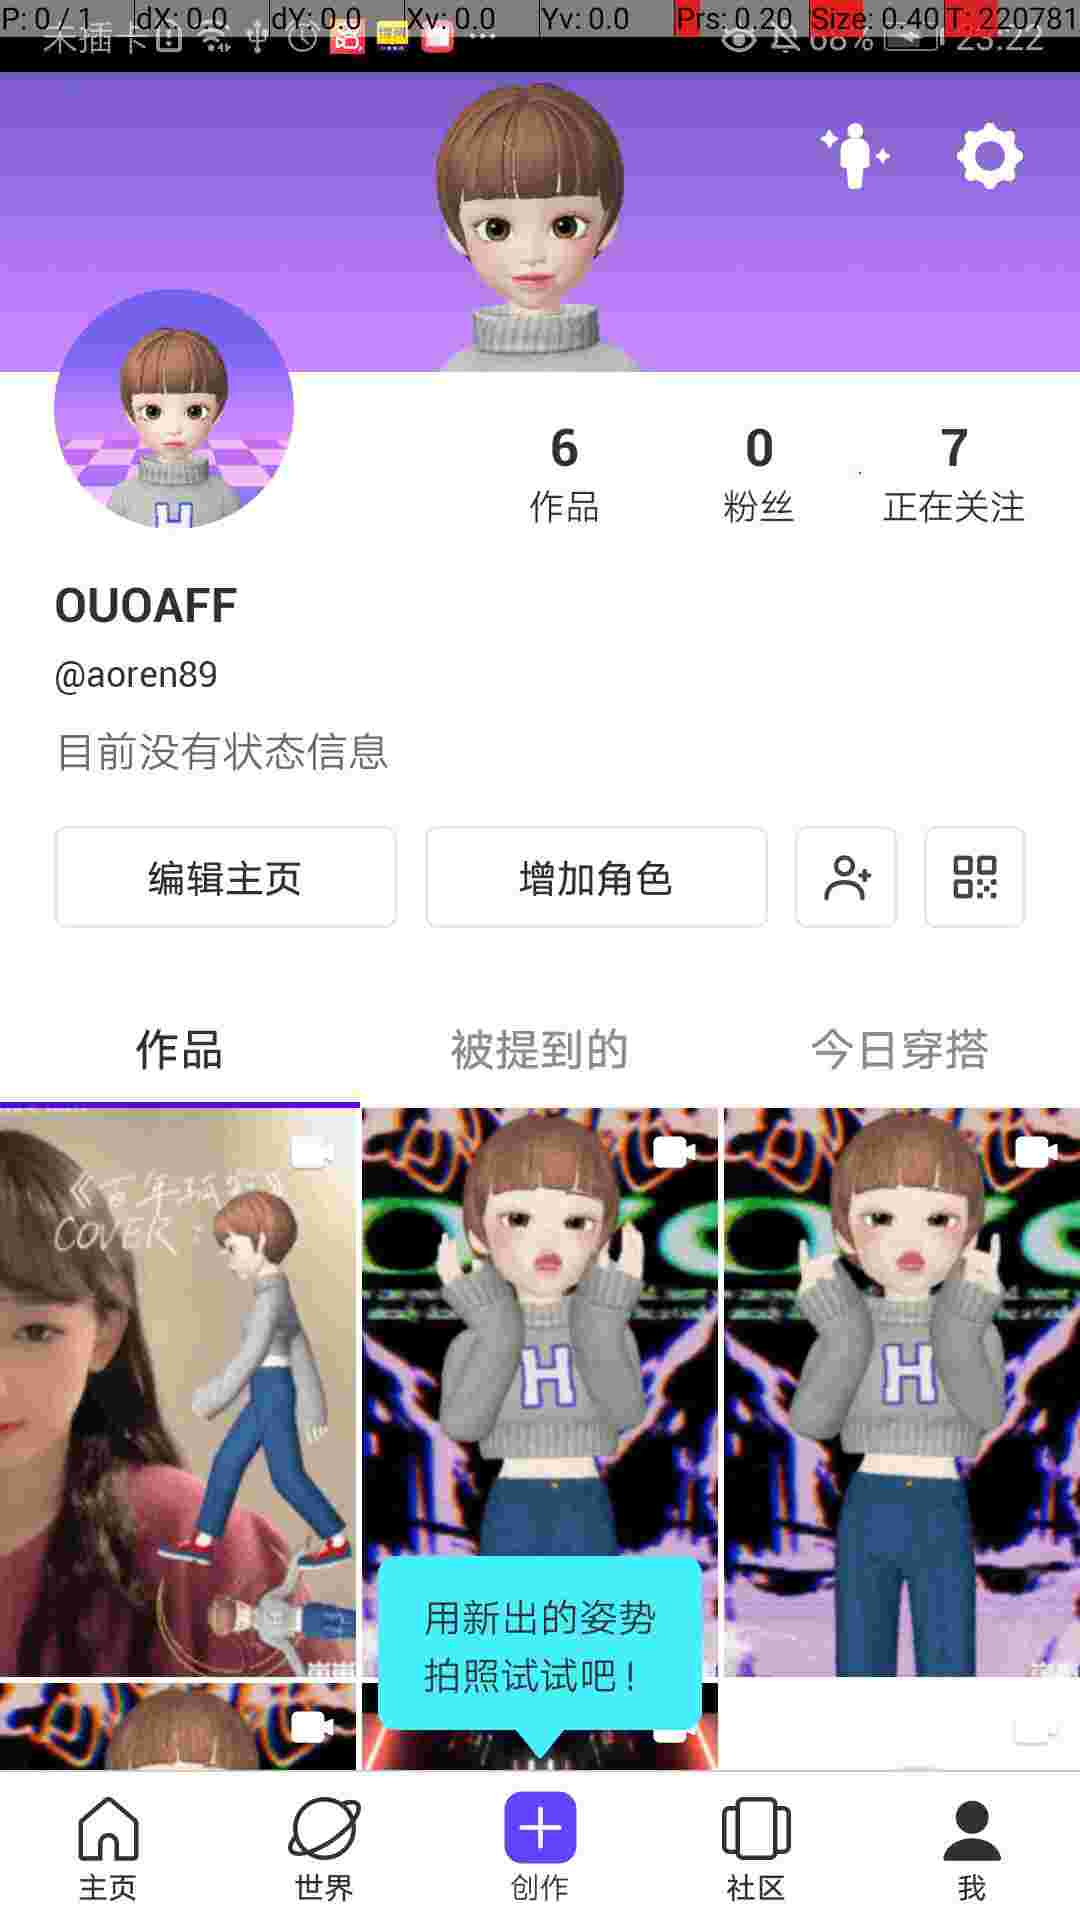 P: 0 / 1 dX: 0.0 dY: 0.0 Xv: 0.0 Yv: 0.0 Prs: 0.20 Size: 0.40 T: 220781
未插卡 68% 23:22
6 0 7
作品 粉丝 正在关注
OUOAFF
@aoren89
目前没有状态信息
编辑主页 增加角色
作品 被提到的 今日穿搭
《百年孤寂》
COVER :
H
用新出的姿势
拍照试试吧！
主页 世界 创作 社区 我